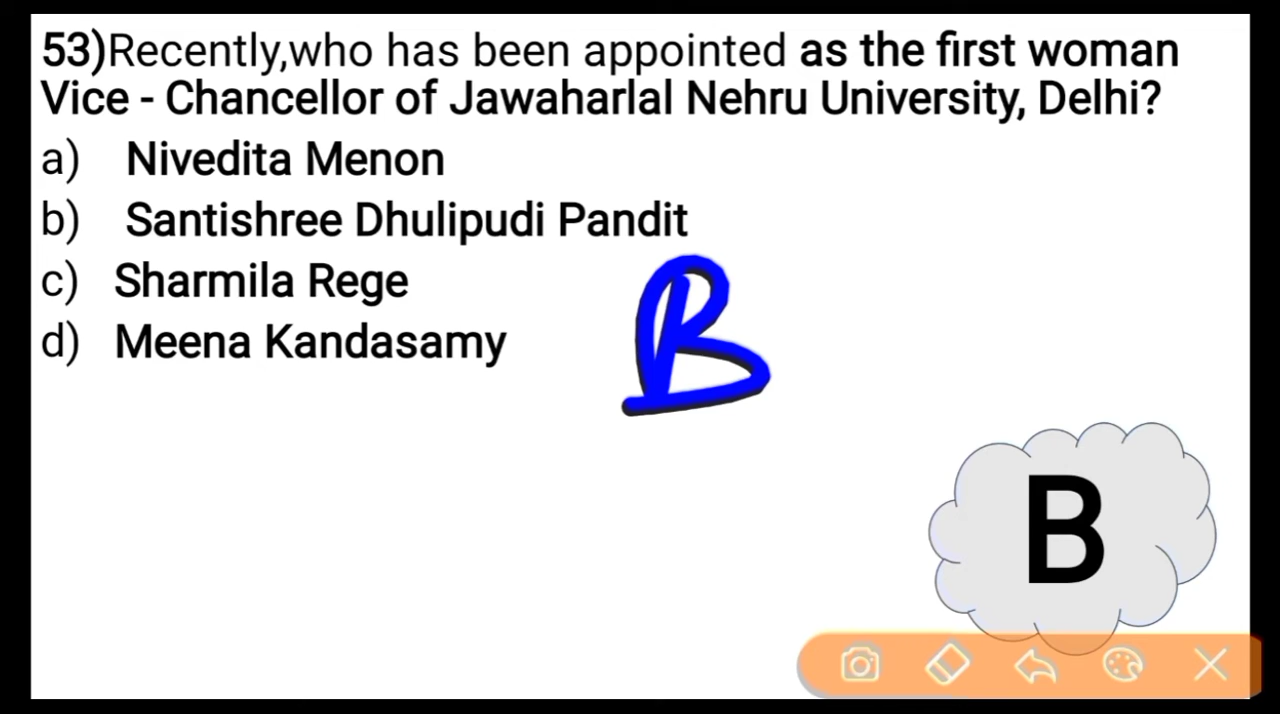 53)Recently,who has been appointed as the first woman
Vice - Chancellor of Jawaharlal Nehru University, Delhi?
a) Nivedita Menon
b) Santishree Dhulipudi Pandit
c) Sharmila Rege
d) Meena Kandasamy
B
B